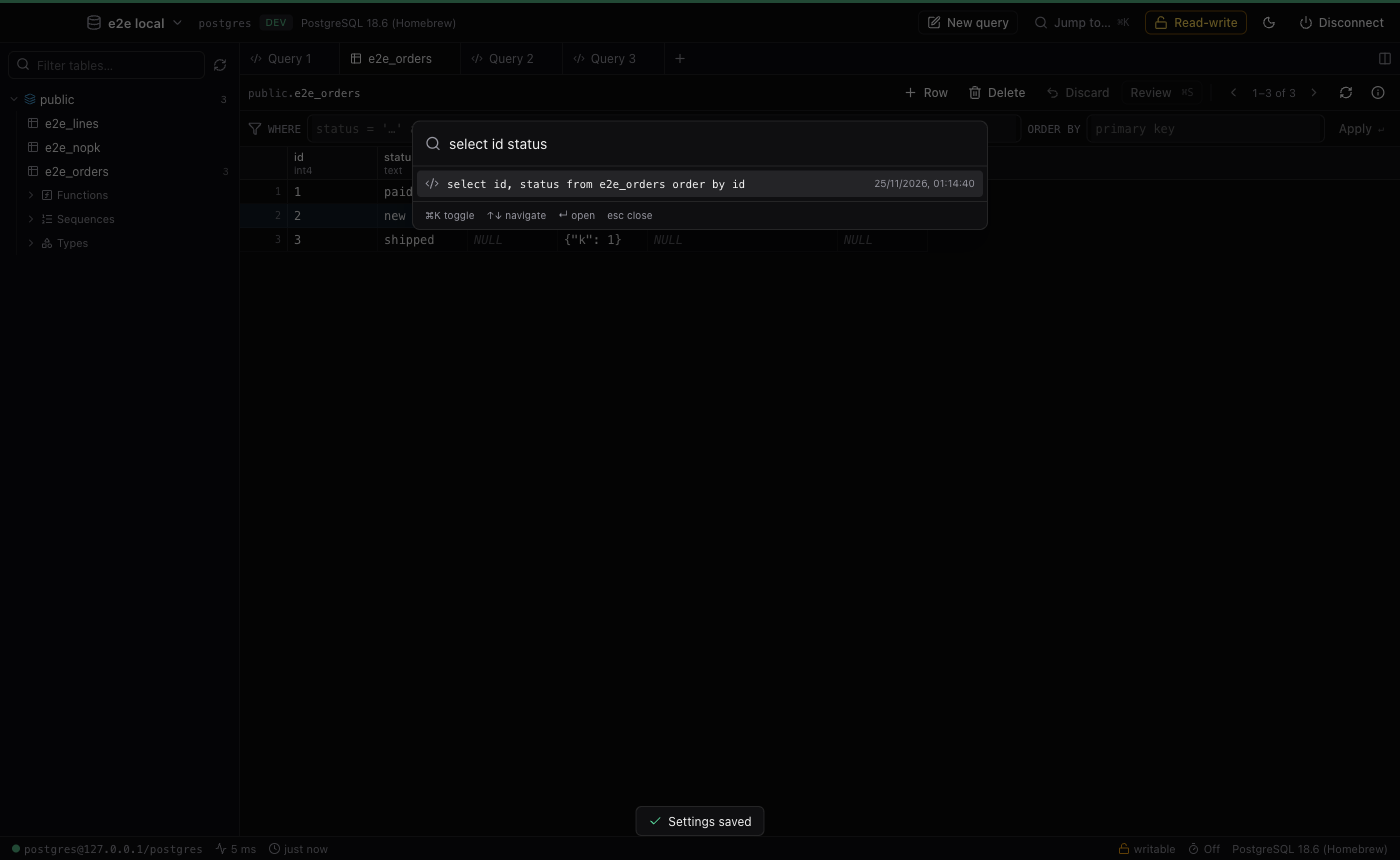 e2e local postgres DEV PostgreSQL 18.6 (Homebrew) New query Jump to... ⌘K Read-write Disconnect
Filter tables... Query 1 e2e_orders Query 2 Query 3
public 3
e2e_lines
e2e_nopk
e2e_orders 3
Functions
Sequences
Types
public.e2e_orders Row Delete Discard Review ⌘S 1–3 of 3
WHERE status = '…' ORDER BY primary key Apply ↵
id
int4
text
1 1 paid
2 2 new
3 3 shipped NULL {"k": 1} NULL NULL
select id status
select id, status from e2e_orders order by id 25/11/2026, 01:14:40
⌘K toggle ↑↓ navigate ↵ open esc close
Settings saved
postgres@127.0.0.1/postgres 5 ms just now writable Off PostgreSQL 18.6 (Homebrew)